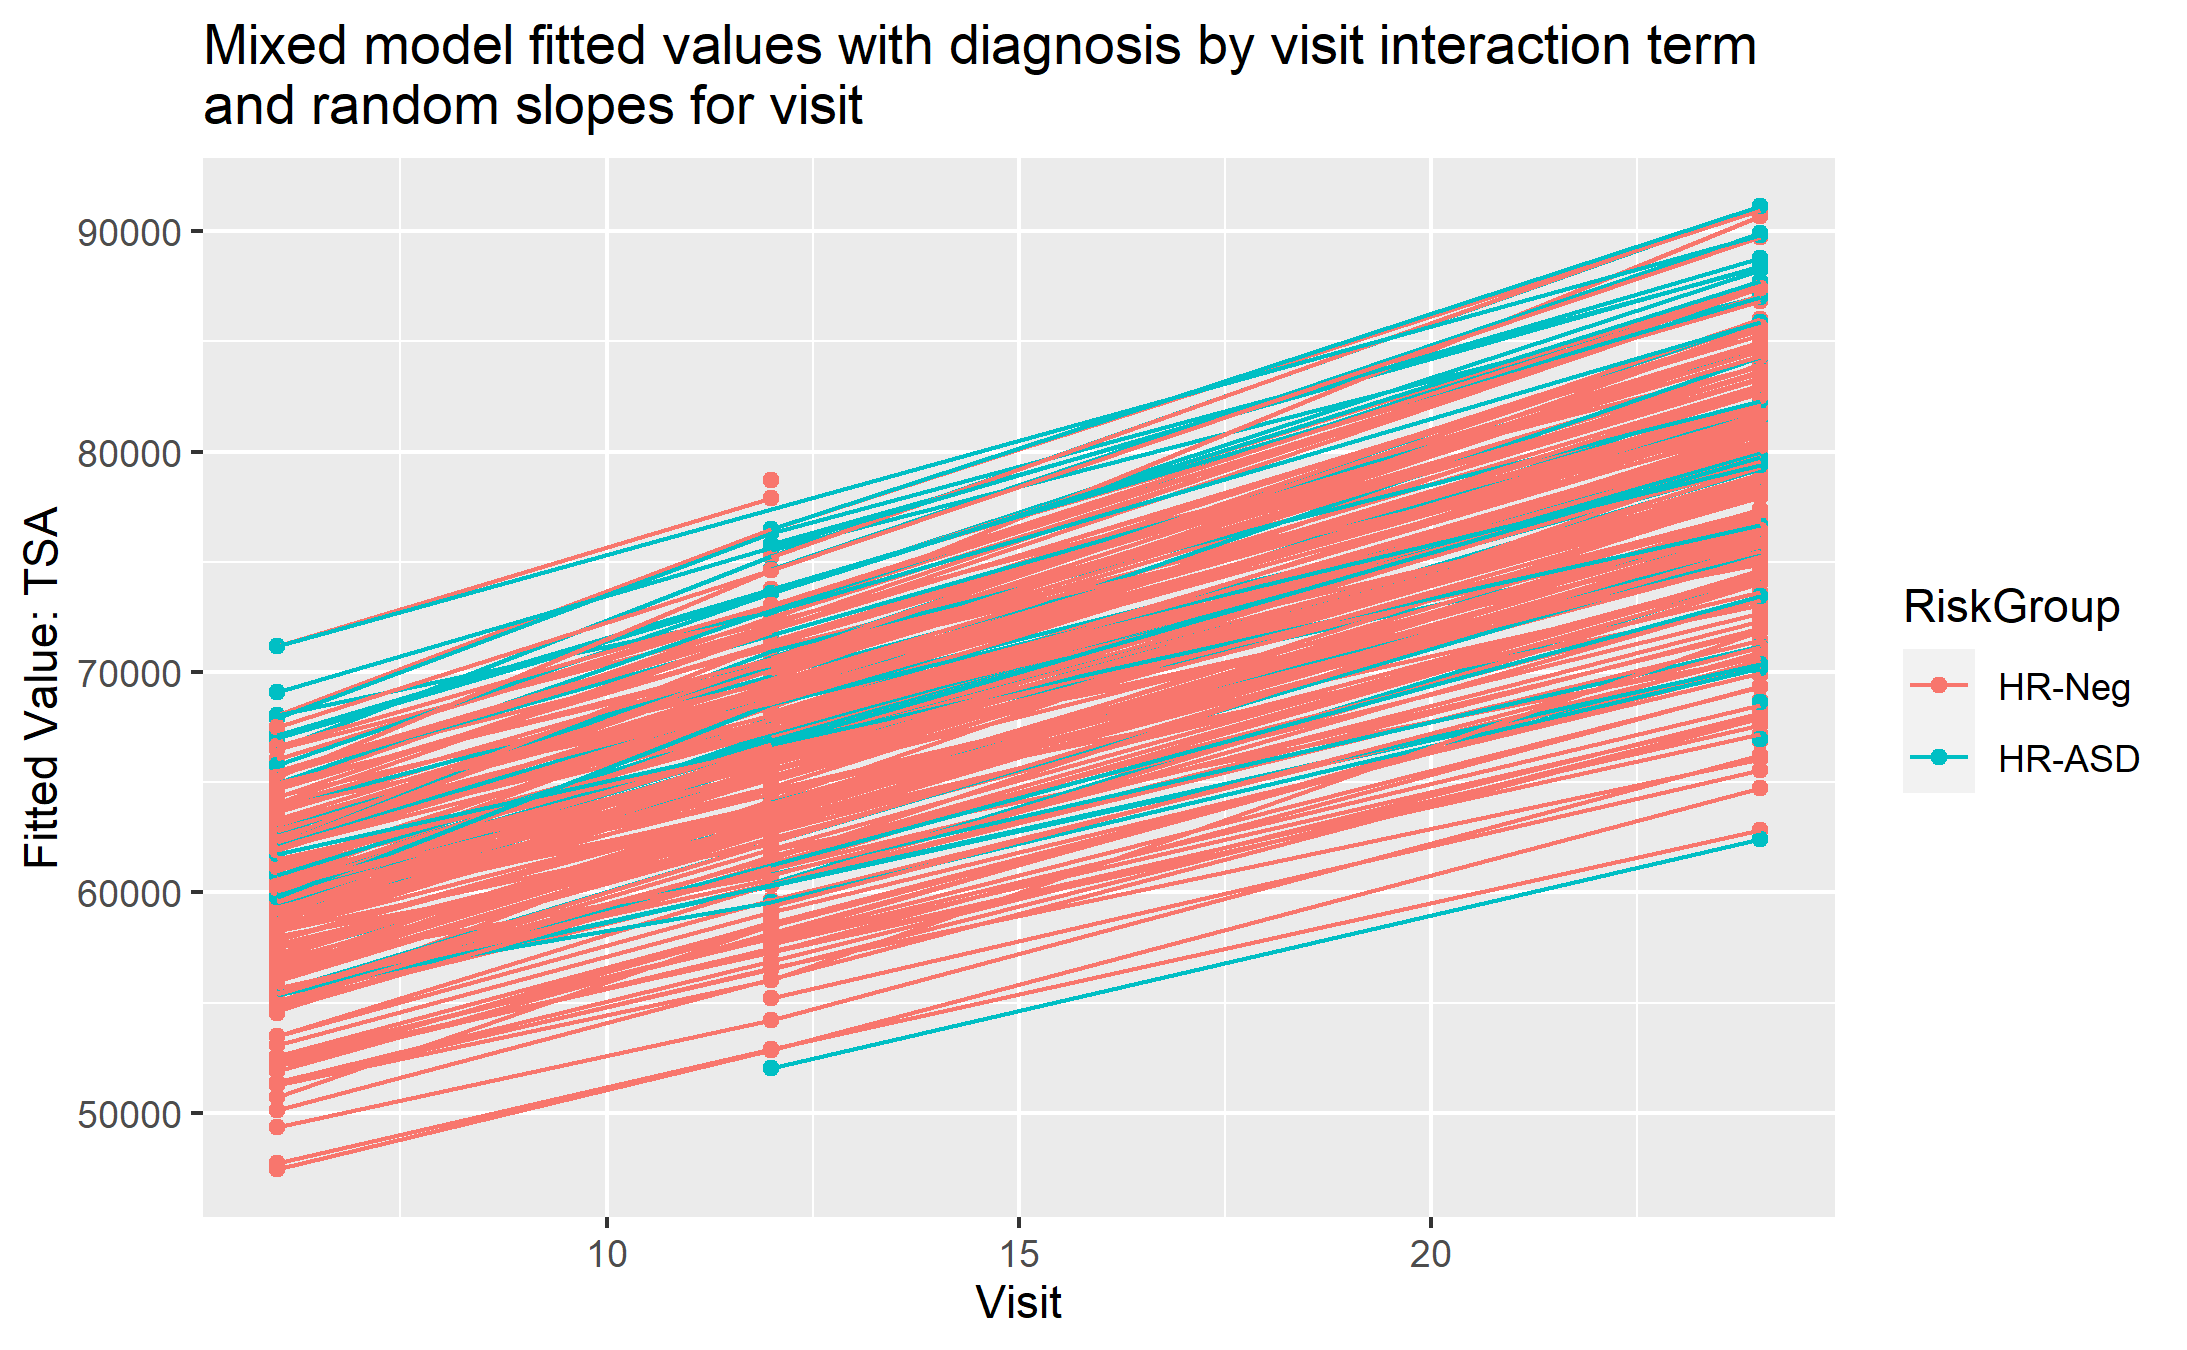 Mixed model fitted values with diagnosis by visit interaction term
and random slopes for visit
Fitted Value: TSA
90000
80000
70000
60000
50000
10
15
20
Visit
RiskGroup
HR-Neg
HR-ASD